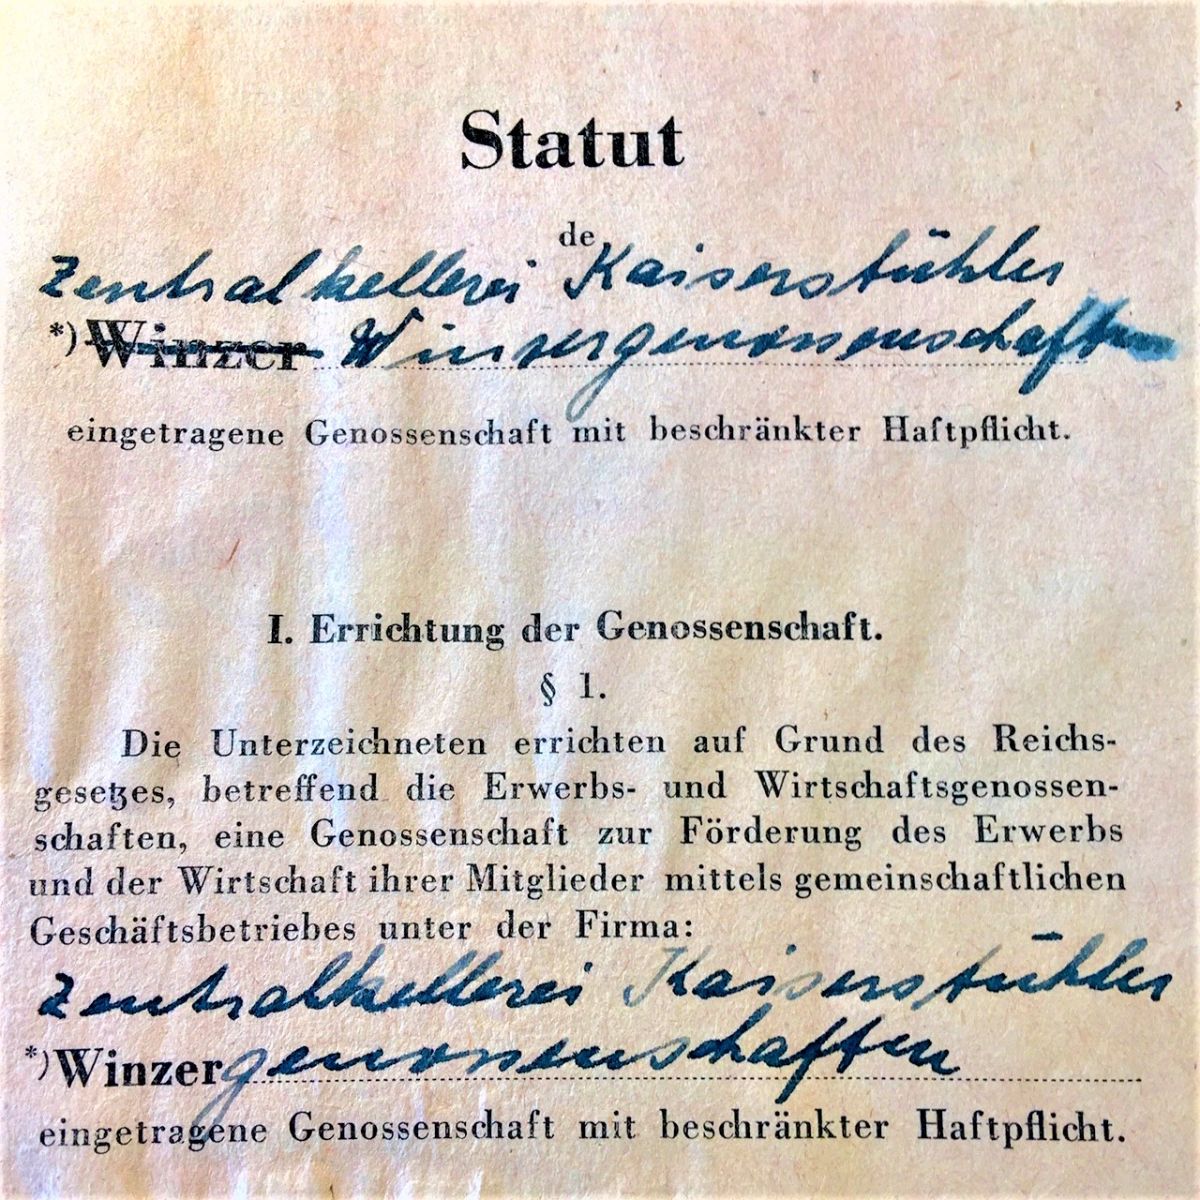 Statut
de
Zentralkellerei Kaiserstühler
*) Winzer Winzergenossenschaften
eingetragene Genossenschaft mit beschränkter Haftpflicht.
I. Errichtung der Genossenschaft.
§ 1.
Die Unterzeichneten errichten auf Grund des Reichs-
gesetzes, betreffend die Erwerbs- und Wirtschaftsgenossen-
schaften, eine Genossenschaft zur Förderung des Erwerbs
und der Wirtschaft ihrer Mitglieder mittels gemeinschaftlichen
Geschäftsbetriebes unter der Firma:
Zentralkellerei Kaiserstühler
*) Winzergenossenschaften
eingetragene Genossenschaft mit beschränkter Haftpflicht.